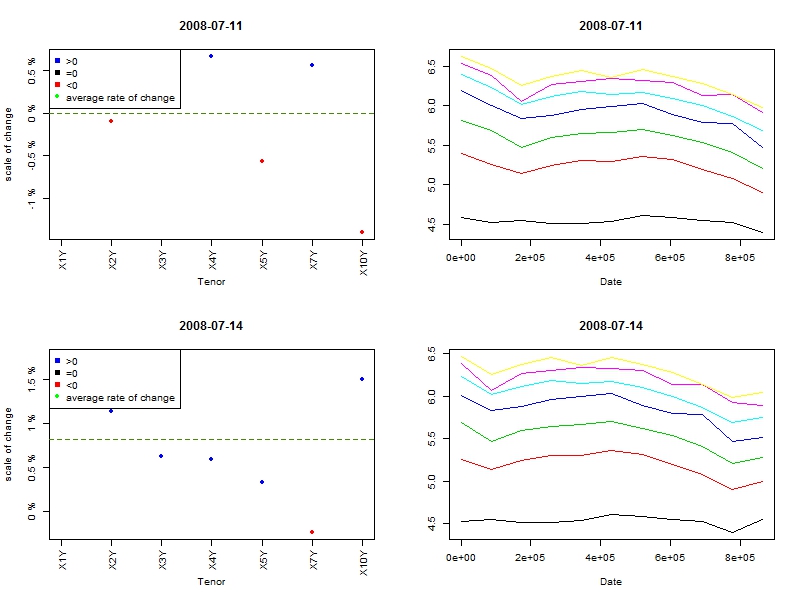 2008-07-11
>0
=0
<0
average rate of change
scale of change
0.5 %
0 %
-0.5 %
-1 %
X1Y
X2Y
X3Y
X4Y
X5Y
X7Y
X10Y
Tenor
2008-07-11
6.5
6.0
5.5
5.0
4.5
0e+00
2e+05
4e+05
6e+05
8e+05
Date
2008-07-14
>0
=0
<0
average rate of change
scale of change
1.5 %
1 %
0.5 %
0 %
X1Y
X2Y
X3Y
X4Y
X5Y
X7Y
X10Y
Tenor
2008-07-14
6.5
6.0
5.5
5.0
4.5
0e+00
2e+05
4e+05
6e+05
8e+05
Date